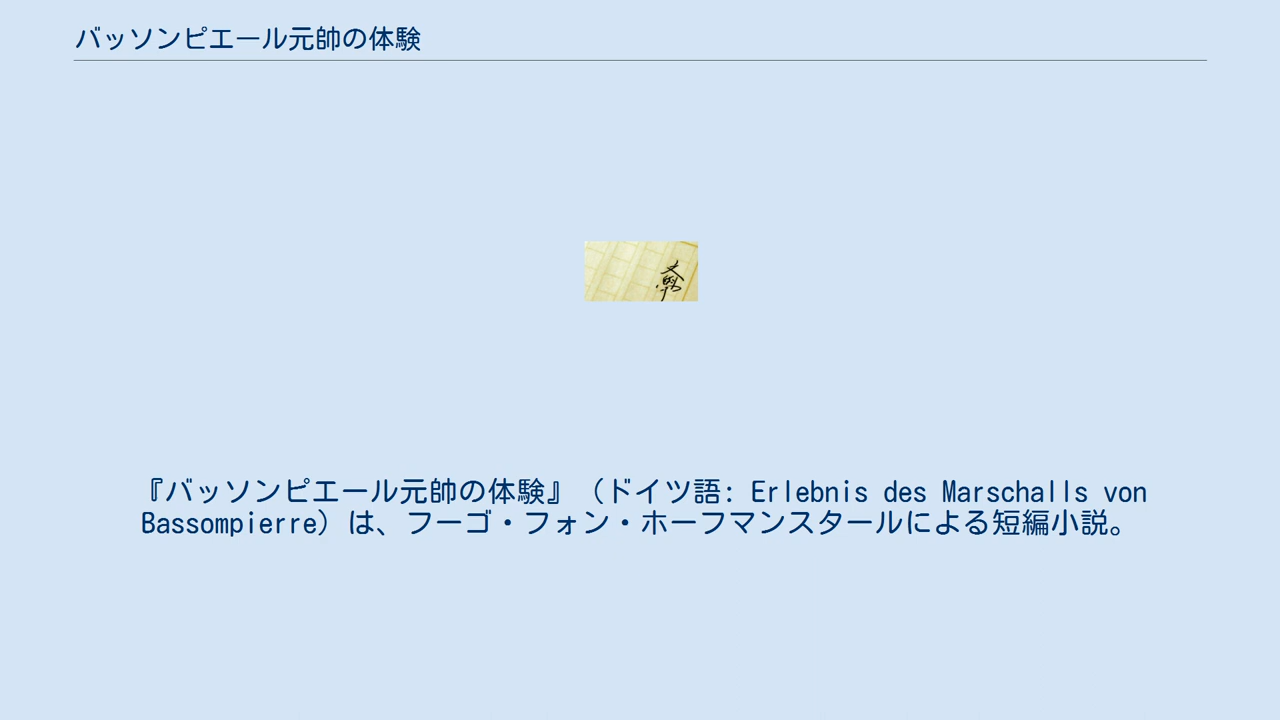 バッソンピエール元帥の体験
『バッソンピエール元帥の体験』（ドイツ語: Erlebnis des Marschalls von
Bassompierre）は、フーゴ・フォン・ホーフマンスタールによる短編小説。